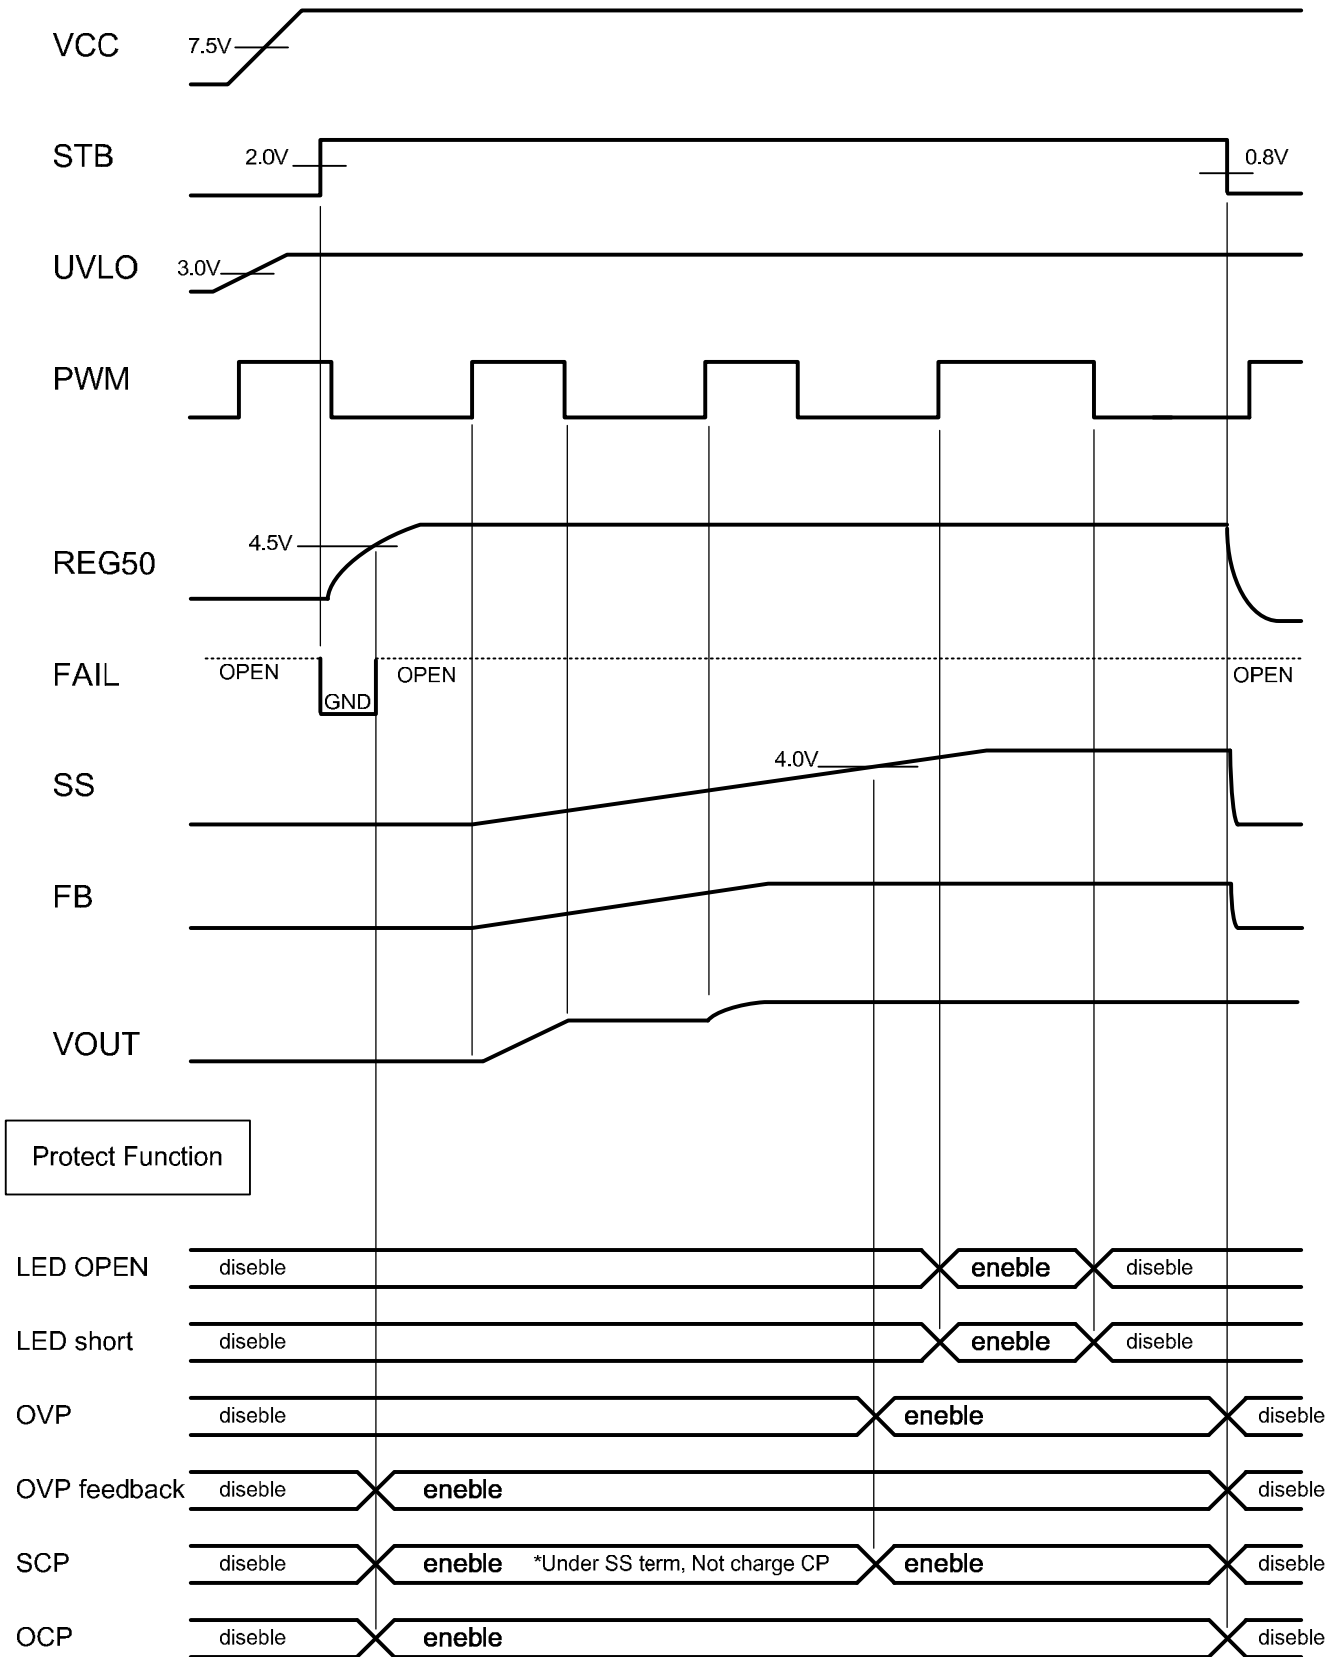 VCC
7.5V
STB
2.0V
0.8V
UVLO
3.0V
PWM
REG50
4.5V
FAIL
OPEN
GND
OPEN
OPEN
SS
4.0V
FB
VOUT
Protect Function
LED OPEN
diseble
eneble
diseble
LED short
diseble
eneble
diseble
OVP
diseble
eneble
diseble
OVP feedback
diseble
eneble
diseble
SCP
diseble
eneble
*Under SS term, Not charge CP
eneble
diseble
OCP
diseble
eneble
diseble